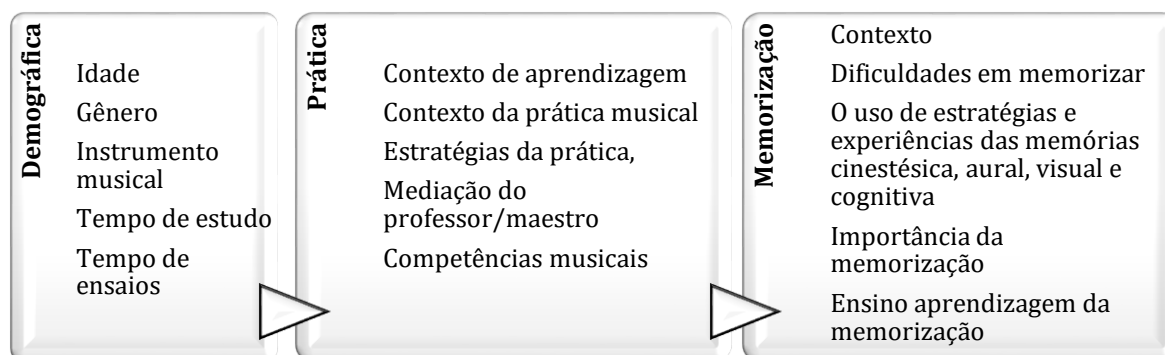 Demográfica
Idade
Gênero
Instrumento
musical
Tempo de estudo
Tempo de
ensaios
Prática
Contexto de aprendizagem
Contexto da prática musical
Estratégias da prática,
Mediação do
professor/maestro
Competências musicais
Memorização
Contexto
Dificuldades em memorizar
O uso de estratégias e
experiências das memórias
cinestésica, aural, visual e
cognitiva
Importância da
memorização
Ensino aprendizagem da
memorização